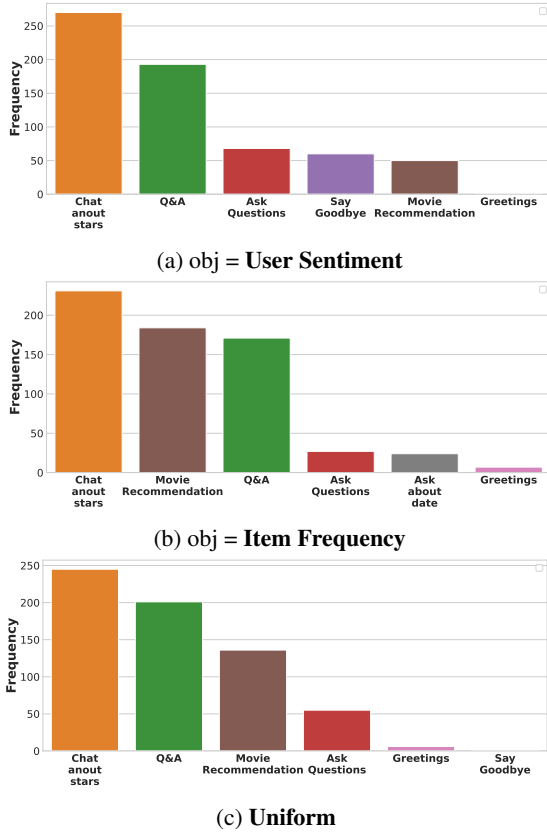 250
200
150
100
50
0
Frequency
Chat anout stars
Q&A
Ask Questions
Say Goodbye
Movie Recommendation
Greetings
(a) obj = User Sentiment
200
150
100
50
0
Frequency
Chat anout stars
Movie Recommendation
Q&A
Ask Questions
Ask about date
Greetings
(b) obj = Item Frequency
250
200
150
100
50
0
Frequency
Chat anout stars
Q&A
Movie Recommendation
Ask Questions
Greetings
Say Goodbye
(c) Uniform